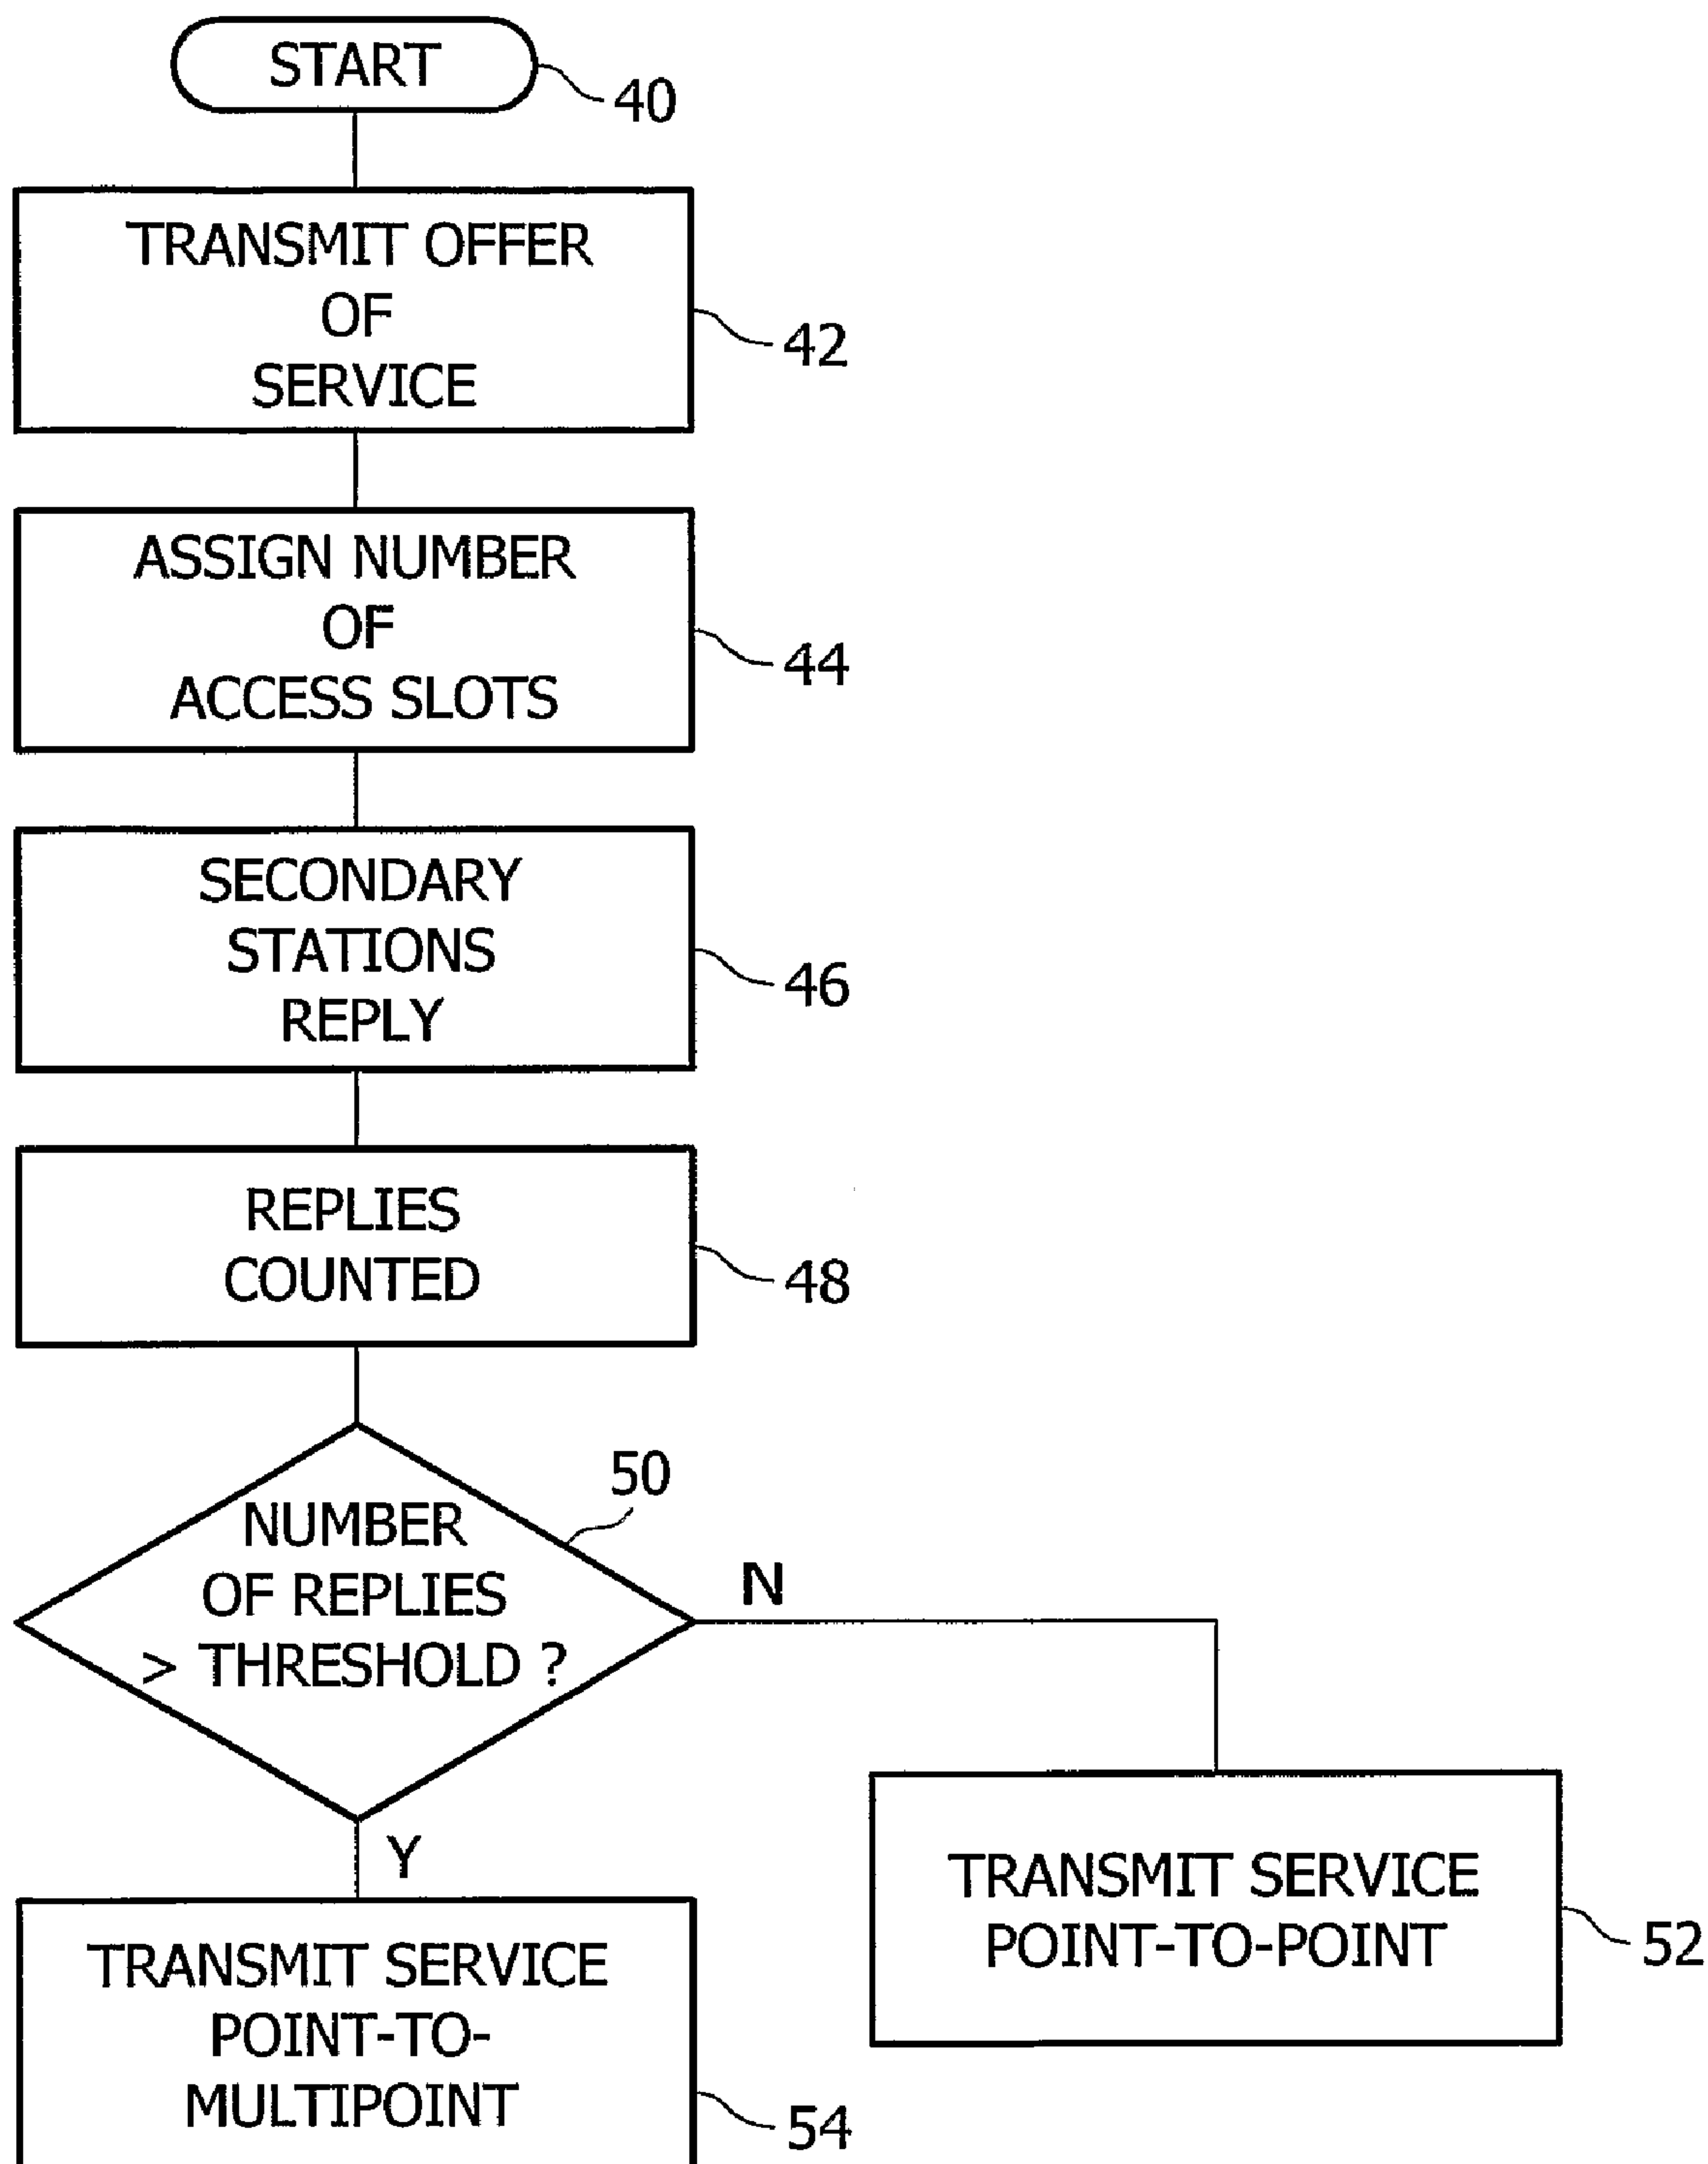 START
40
TRANSMIT OFFER
OF
SERVICE
42
ASSIGN NUMBER
OF
ACCESS SLOTS
44
SECONDARY
STATIONS
REPLY
46
REPLIES
COUNTED
48
50
NUMBER
OF REPLIES
> THRESHOLD ?
N
Y
TRANSMIT SERVICE
POINT-TO-POINT
52
TRANSMIT SERVICE
POINT-TO-
MULTIPOINT
54